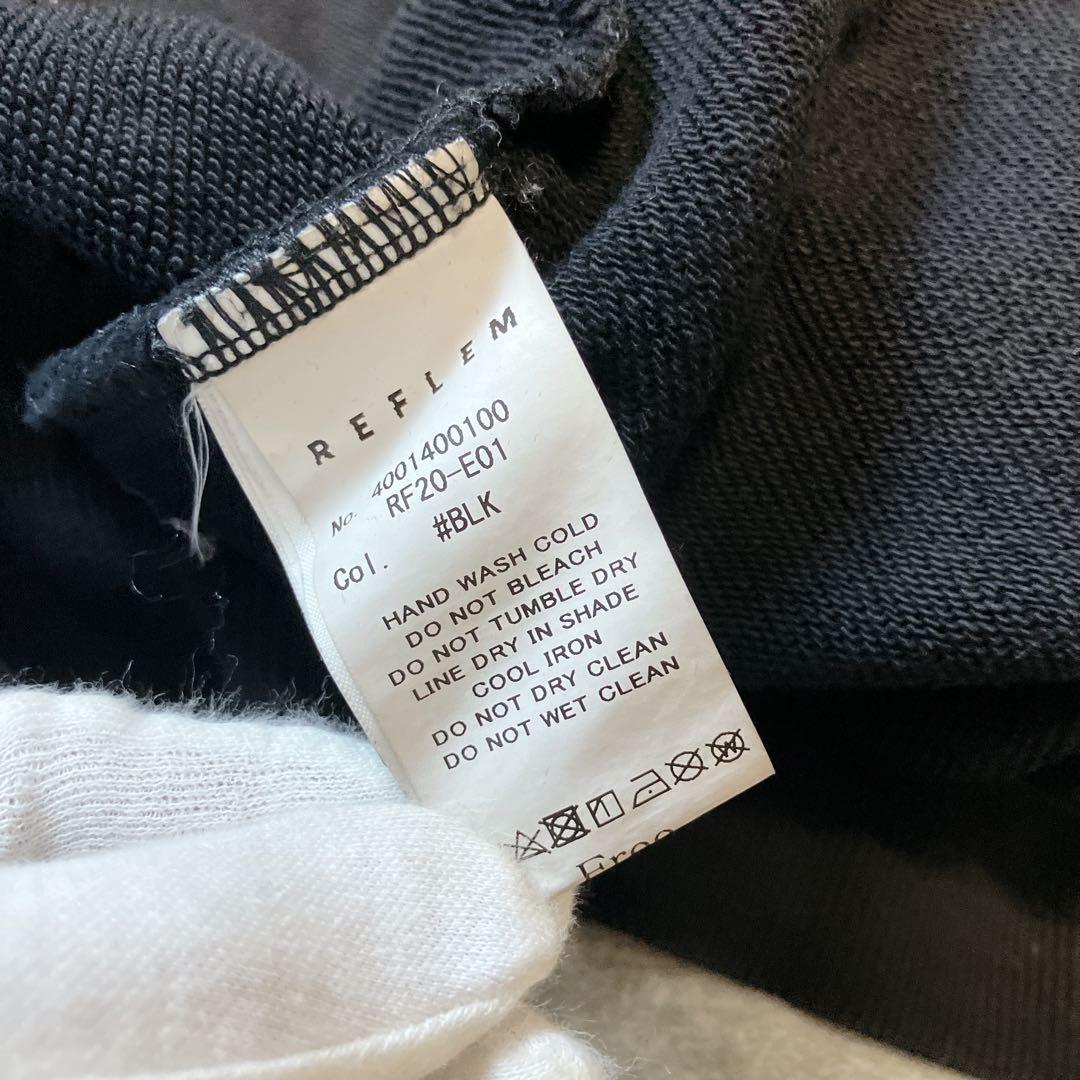 REFLEM
No. 4001400100
RF20-E01
Col. #BLK
HAND WASH COLD
DO NOT BLEACH
DO NOT TUMBLE DRY
LINE DRY IN SHADE
COOL IRON
DO NOT DRY CLEAN
DO NOT WET CLEAN
W
Free